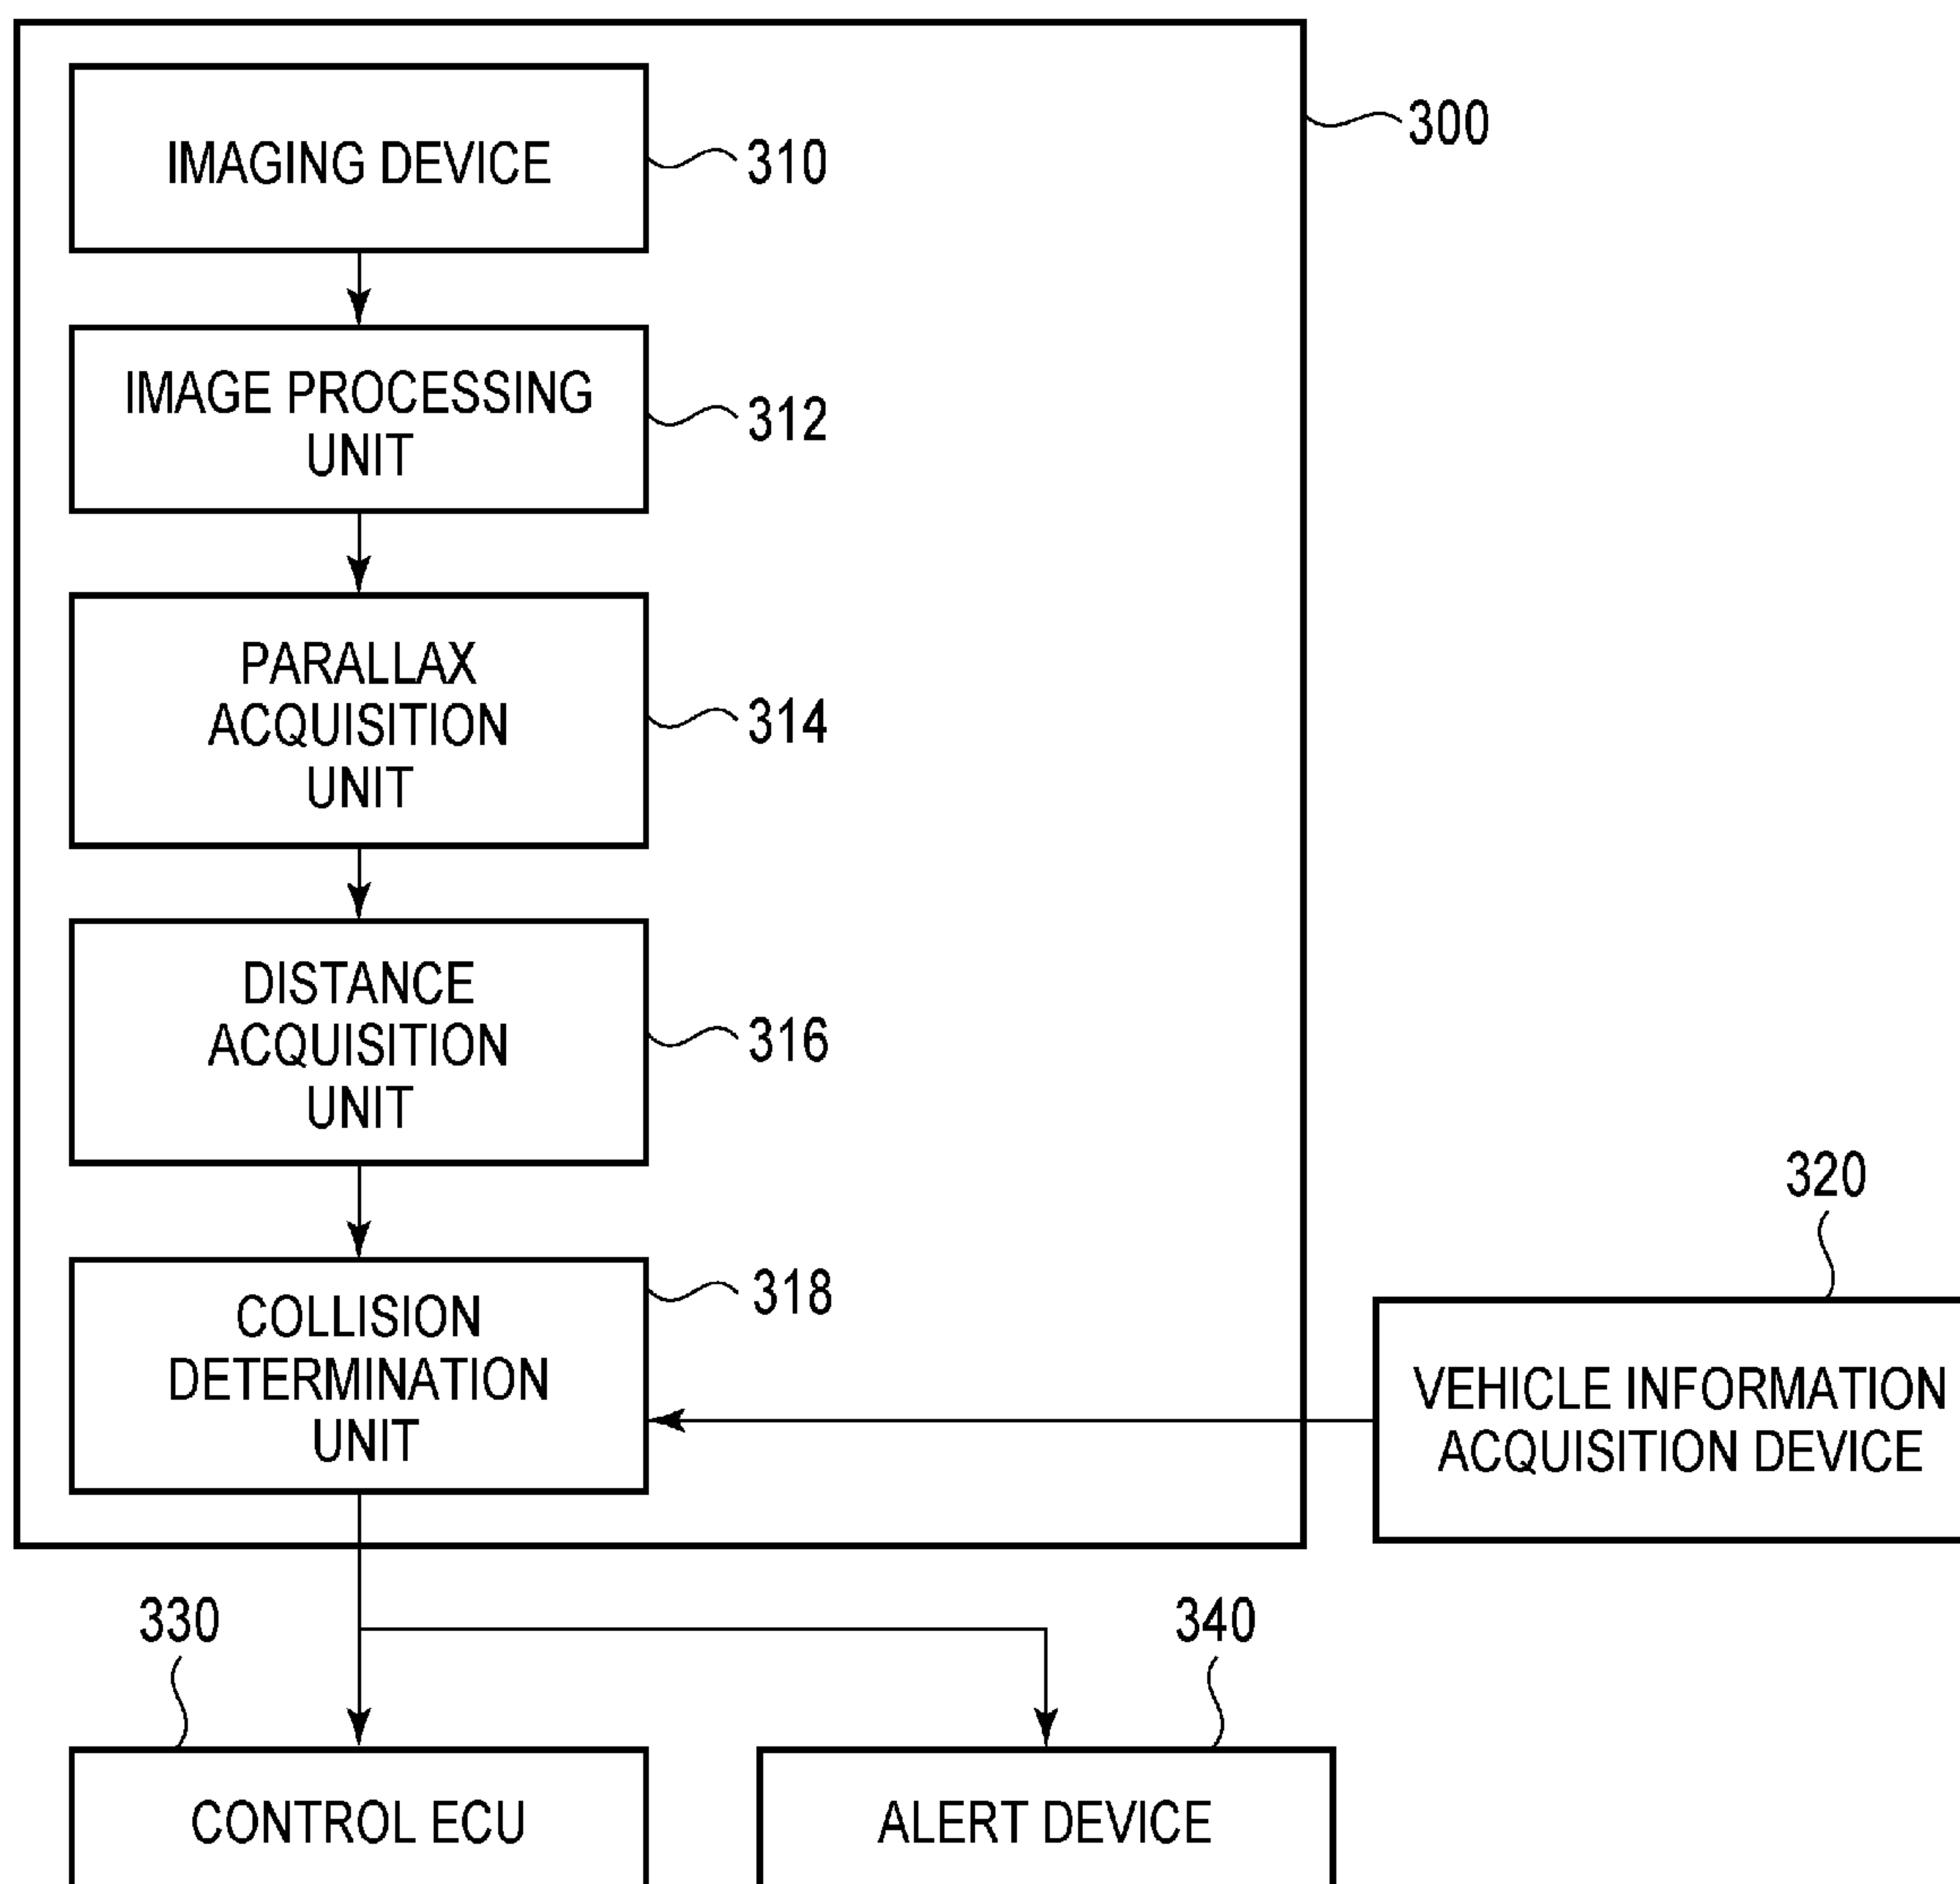 300
IMAGING DEVICE
310
IMAGE PROCESSING
UNIT
312
PARALLAX
ACQUISITION
UNIT
314
DISTANCE
ACQUISITION
UNIT
316
COLLISION
DETERMINATION
UNIT
318
320
VEHICLE INFORMATION
ACQUISITION DEVICE
330
CONTROL ECU
340
ALERT DEVICE